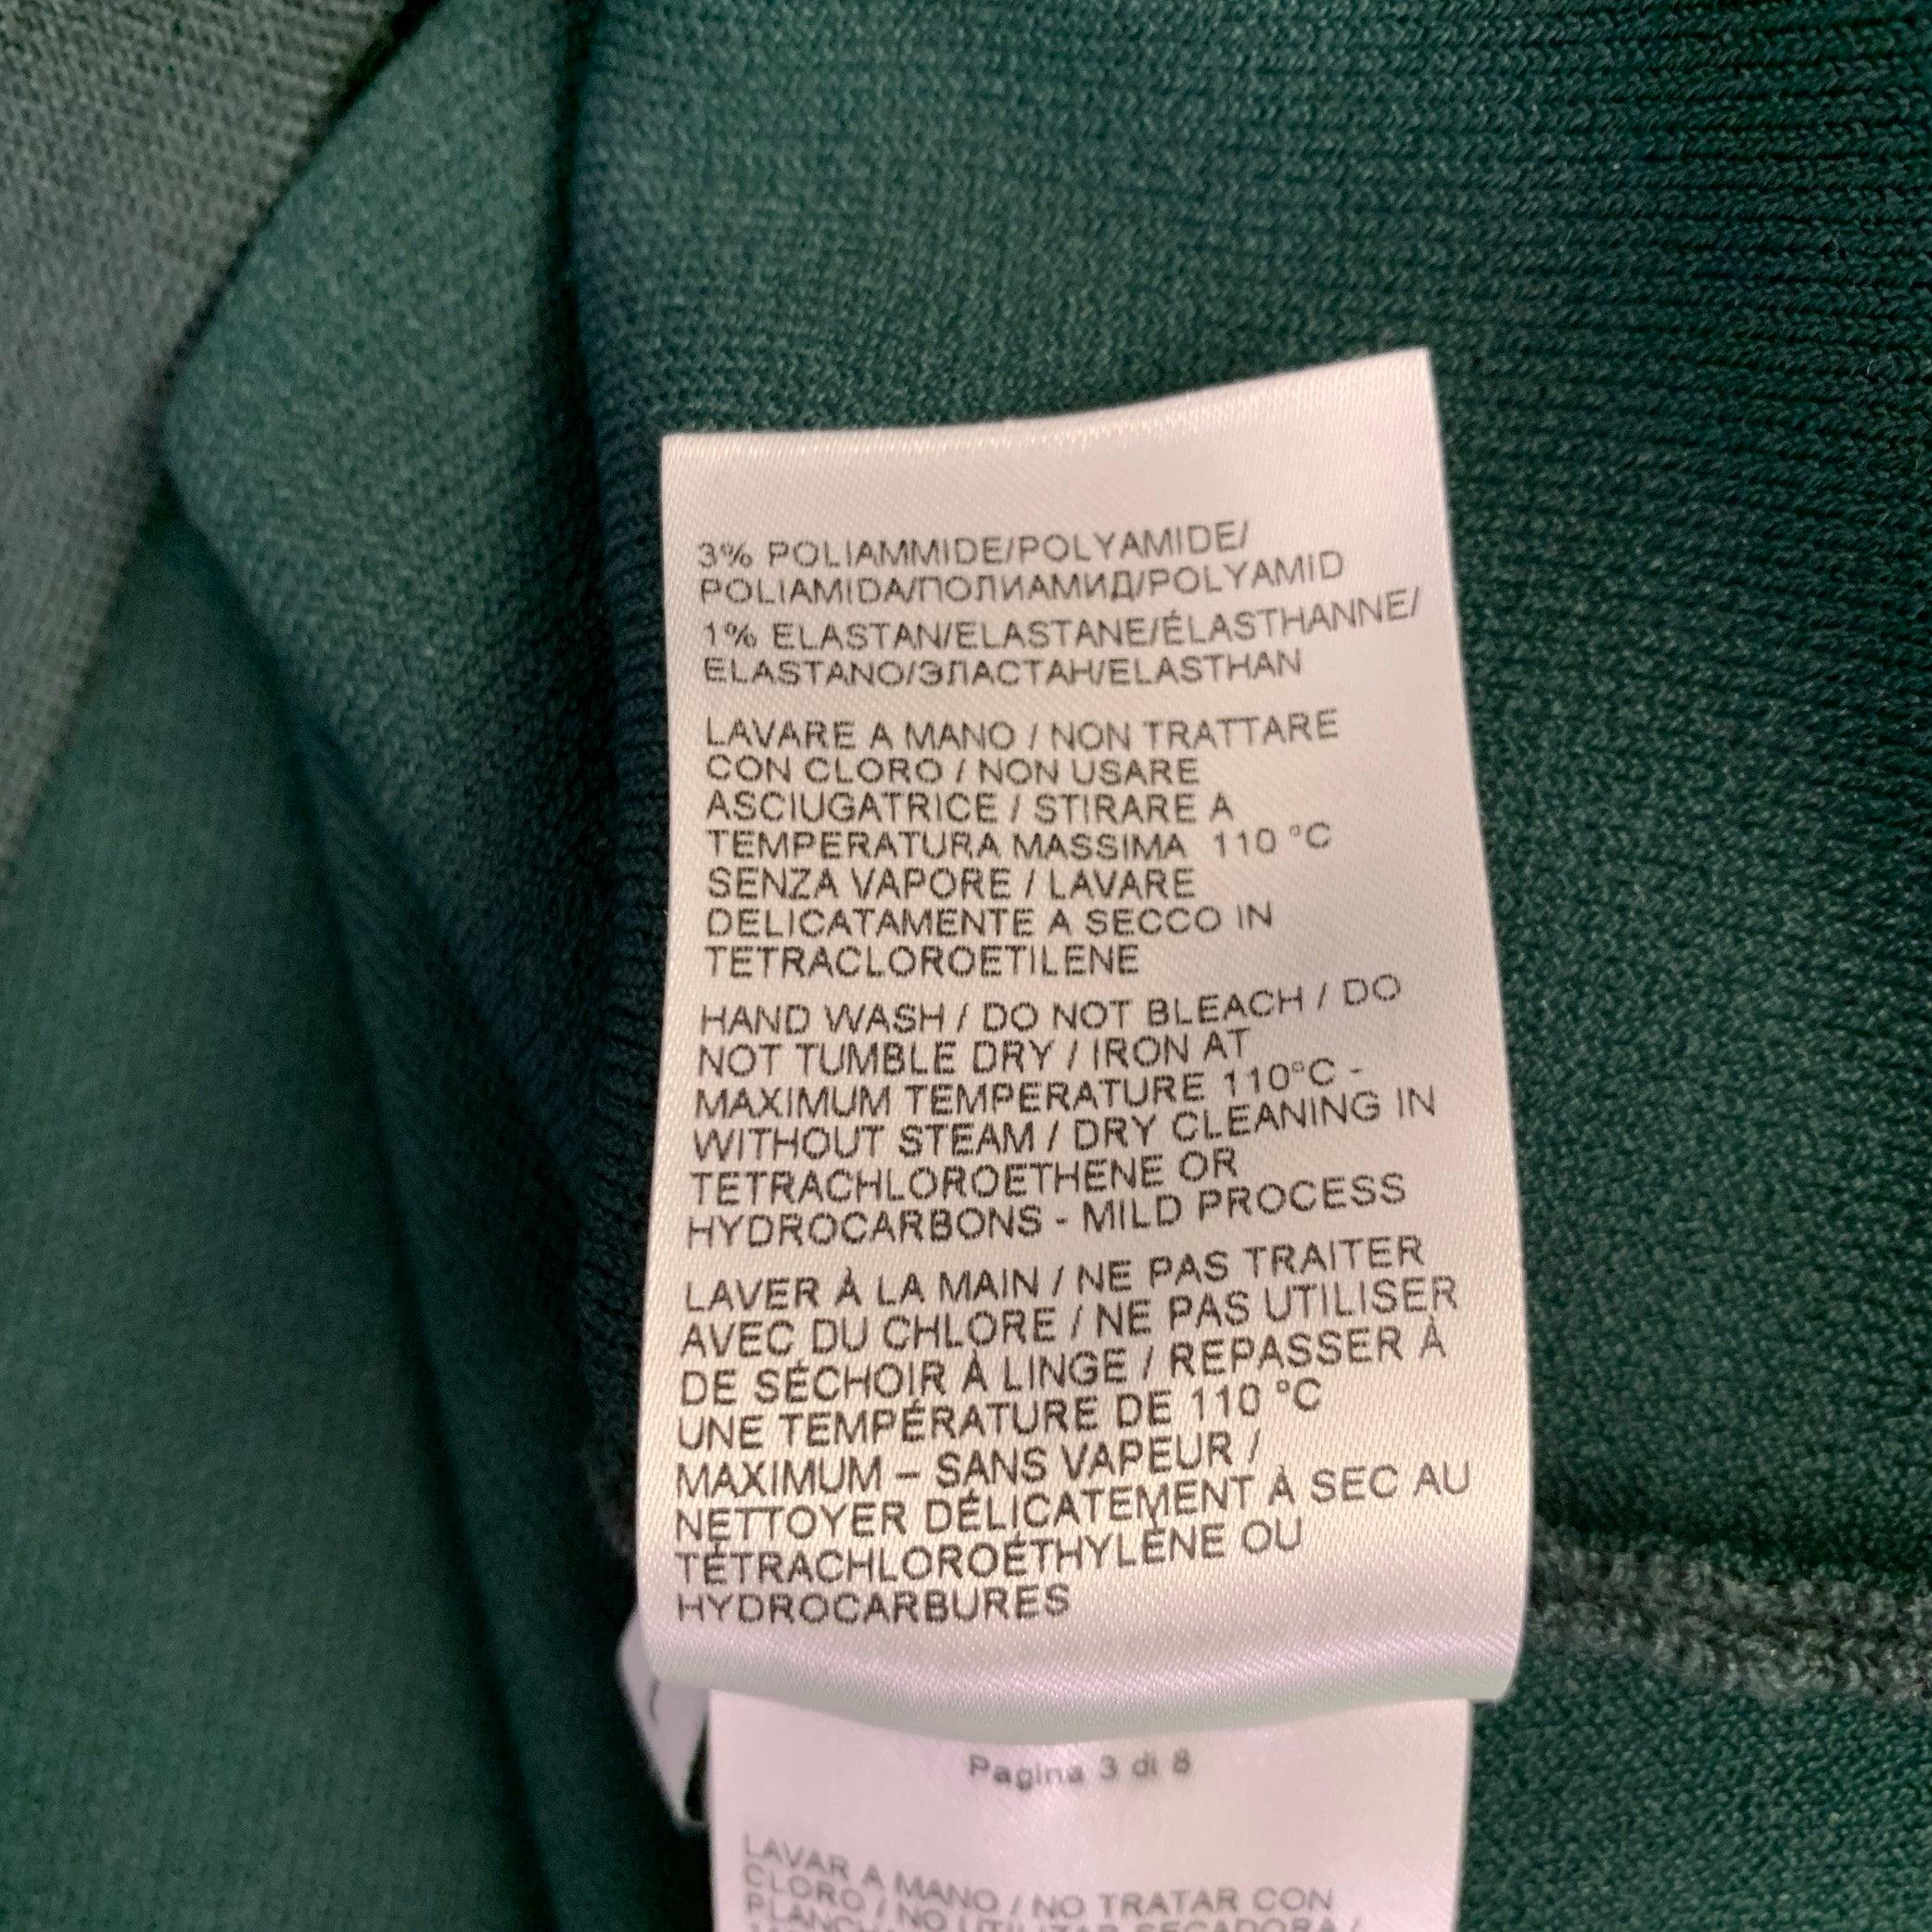 3% POLIAMMIDE/POLYAMIDE/
POLIAMIDA/ПОЛИАМИД/POLYAMID
1% ELASTAN/ELASTANE/ÉLASTHANNE/
ELASTANO/ЭЛАСТАН/ELASTHAN
LAVARE A MANO / NON TRATTARE
CON CLORO / NON USARE
ASCIUGATRICE / STIRARE A
TEMPERATURA MASSIMA 110 °C
SENZA VAPORE / LAVARE
DELICATAMENTE A SECCO IN
TETRACLOROETILENE
HAND WASH / DO NOT BLEACH / DO
NOT TUMBLE DRY / IRON AT
MAXIMUM TEMPERATURE 110°C -
WITHOUT STEAM / DRY CLEANING IN
TETRACHLOROETHENE OR
HYDROCARBONS - MILD PROCESS
LAVER À LA MAIN / NE PAS TRAITER
AVEC DU CHLORE / NE PAS UTILISER
DE SÉCHOIR À LINGE / REPASSER À
UNE TEMPÉRATURE DE 110 °C
MAXIMUM – SANS VAPEUR /
NETTOYER DÉLICATEMENT À SEC AU
TÉTRACHLOROÉTHYLÈNE OU
HYDROCARBURES
Pagina 3 di 8
LAVAR A MANO / NO TRATAR CON
CLORO / NO UTILIZAR SECADORA /